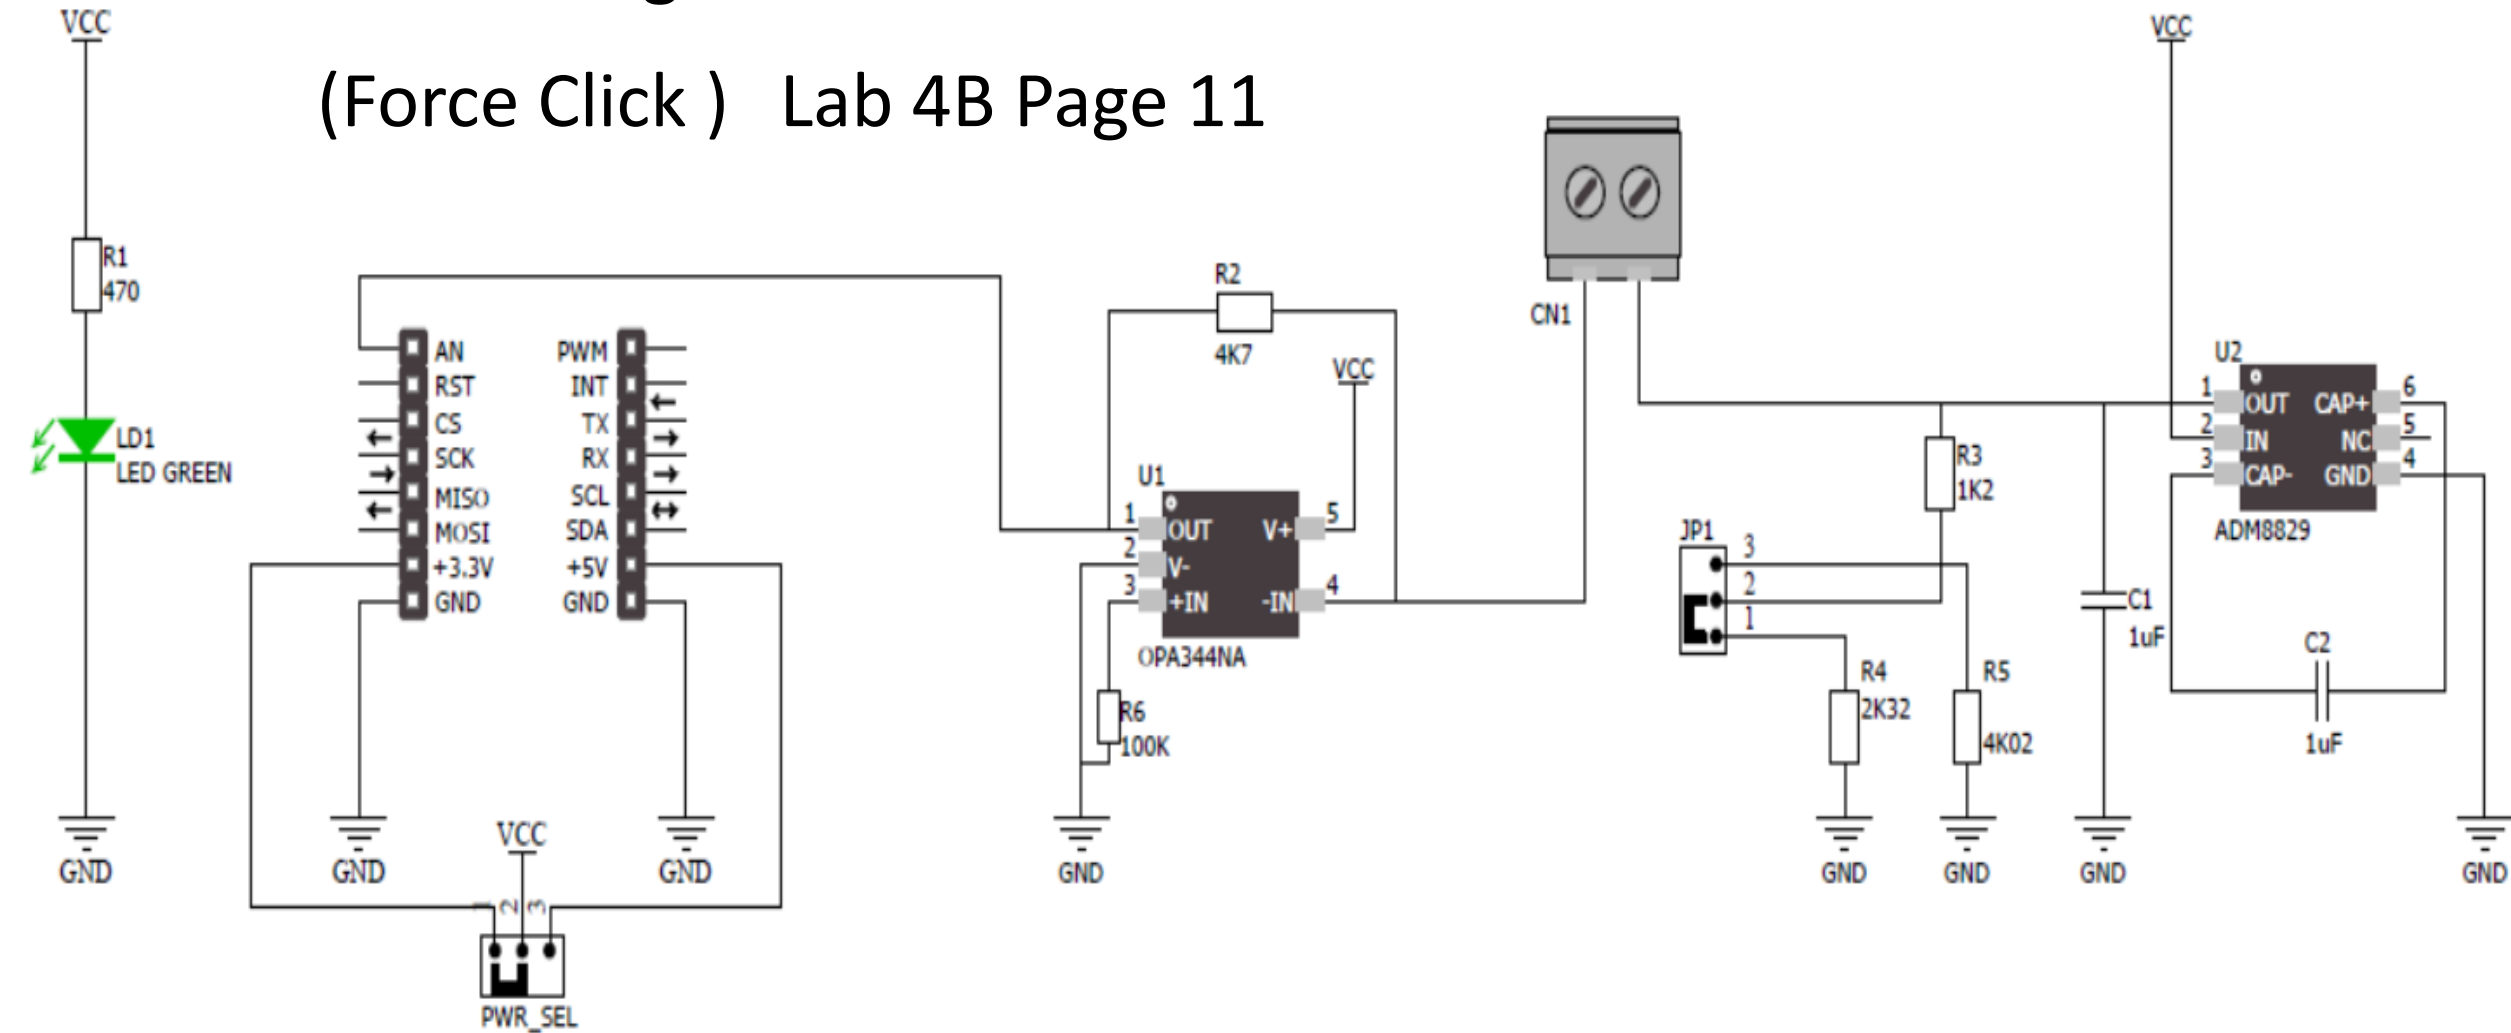 (Force Click ) Lab 4B Page 11
VCC
R1
470
LD1
LED GREEN
GND
AN
RST
CS
SCK
MISO
MOSI
+3.3V
GND
PWM
INT
TX
RX
SCL
SDA
+5V
GND
GND
GND
VCC
1 2 3
PWR_SEL
R2
4K7
VCC
U1
1
2
3
OUT
V-
+IN
V+
-IN
5
4
OPA344NA
R6
100K
GND
CN1
JP1
3
2
1
R3
1K2
R4
2K32
GND
R5
4K02
GND
C1
1uF
GND
VCC
U2
1
2
3
OUT
IN
CAP-
CAP+
NC
GND
6
5
4
ADM8829
C2
1uF
GND